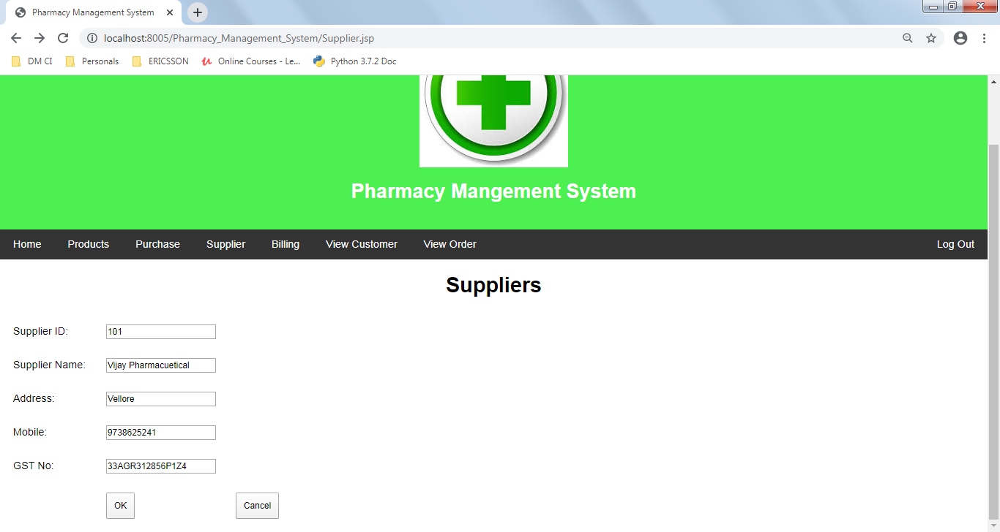 Pharmacy Management System
localhost:8005/Pharmacy_Management_System/Supplier.jsp
DM CI Personals ERICSSON Online Courses - Le... Python 3.7.2 Doc
Pharmacy Mangement System
Home Products Purchase Supplier Billing View Customer View Order Log Out
Suppliers
Supplier ID: 101
Supplier Name: Vijay Pharmacuetical
Address: Vellore
Mobile: 9738625241
GST No: 33AGR312856P1Z4
OK Cancel